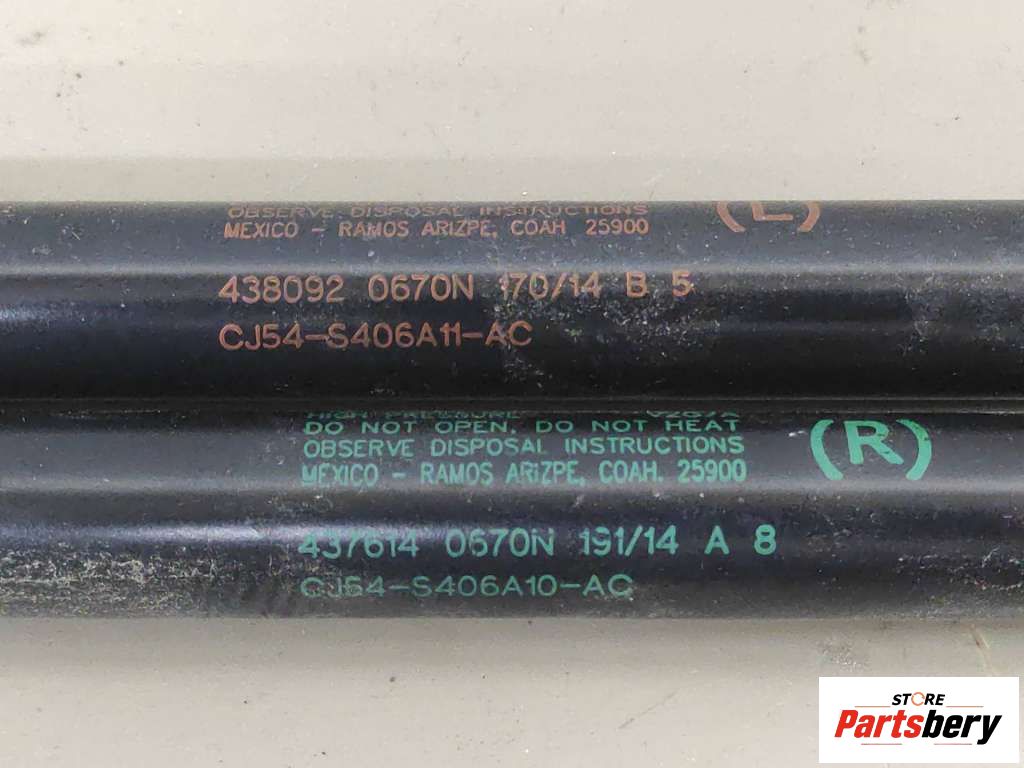 OBSERVE DISPOSAL INSTRUCTIONS (L)
MEXICO - RAMOS ARIZPE, COAH 25900
438092 0670N 170/14 B 5
CJ54-S406A11-AC
HIGH PRESSURE
DO NOT OPEN. DO NOT HEAT
OBSERVE DISPOSAL INSTRUCTIONS (R)
MEXICO - RAMOS ARIZPE, COAH. 25900
437614 0670N 191/14 A 8
CJ54-S406A10-AC
STORE
Partsbery